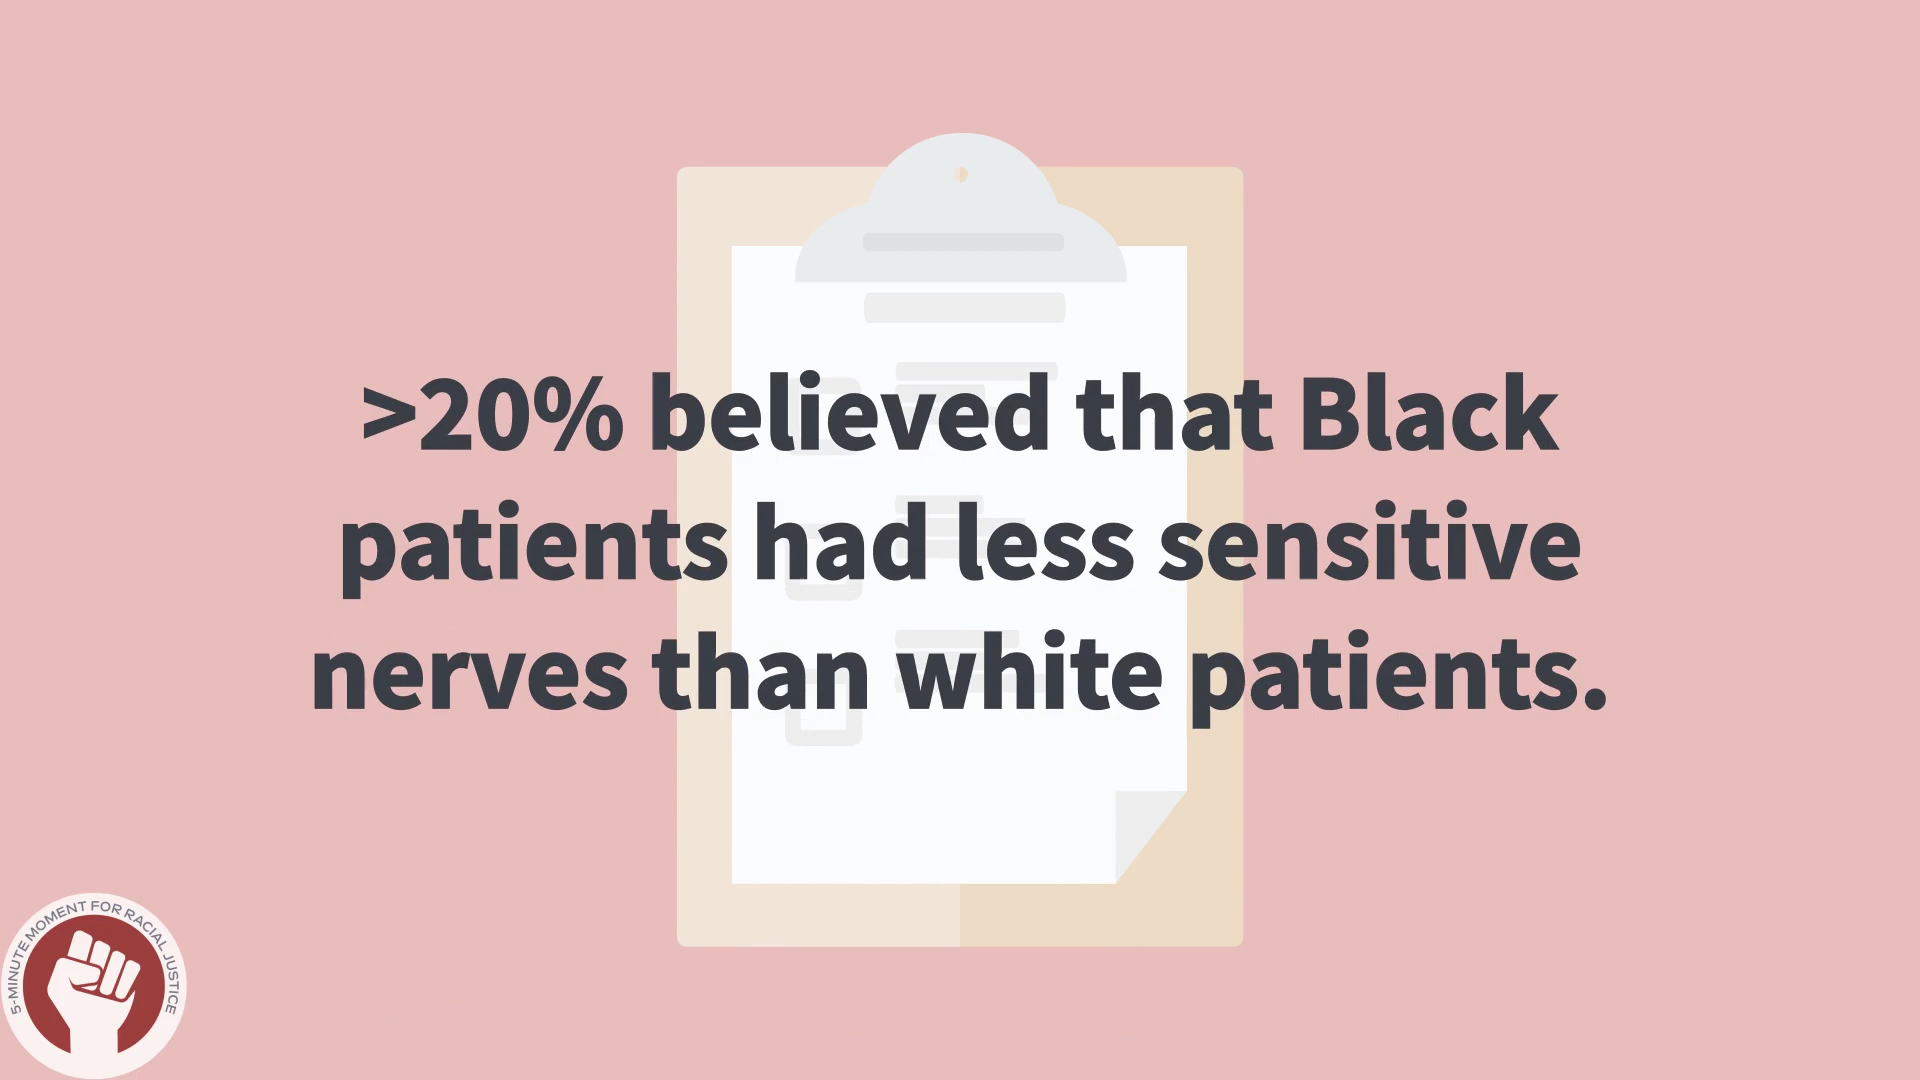 >20% believed that Black
patients had less sensitive
nerves than white patients.
5-MINUTE MOMENT FOR RACIAL JUSTICE